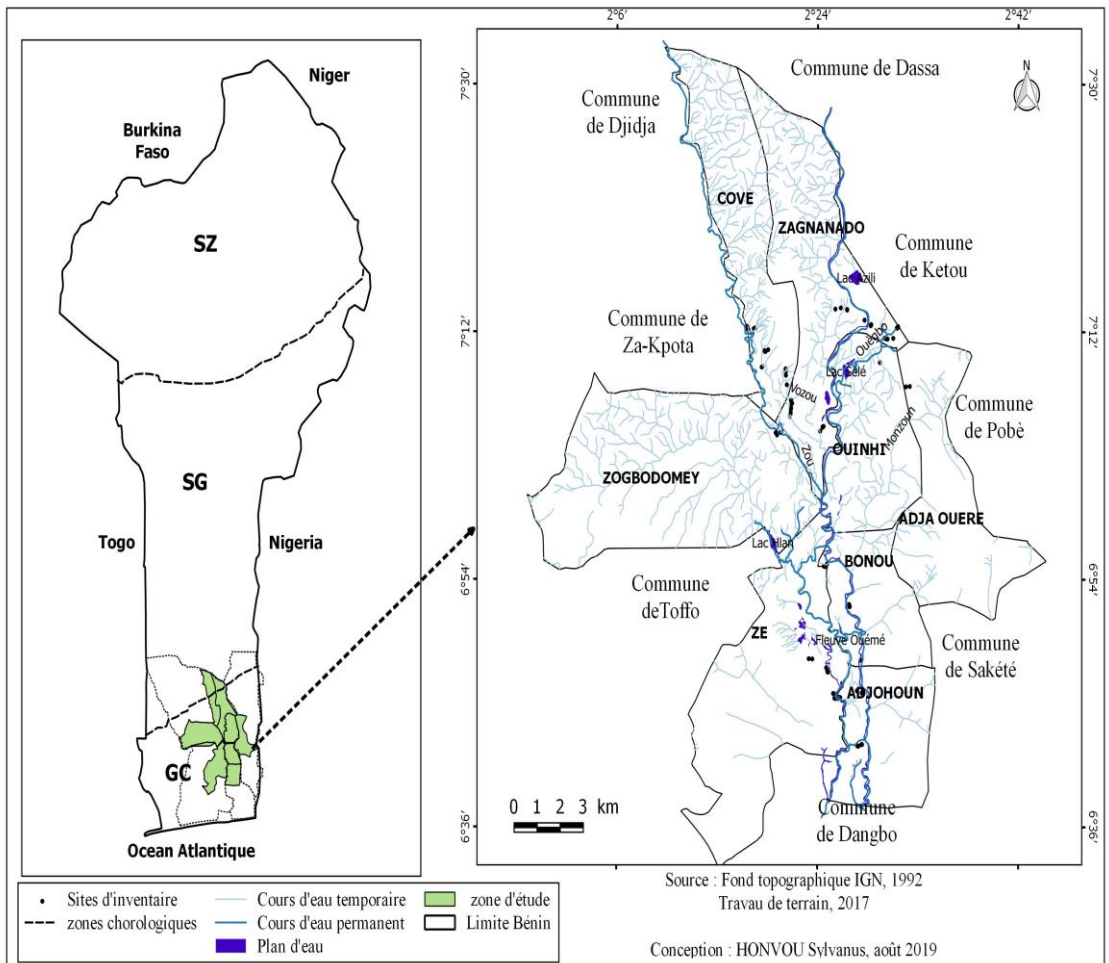 Niger
Burkina
Faso
SZ
SG
Togo
Nigeria
GC
Ocean Atlantique
2°6'
2°24'
2°42'
7°30'
7°12'
6°54'
6°36'
7°30'
7°12'
6°54'
6°36'
N
Commune de Dassa
Commune
de Djidja
COVE
ZAGNANADO
Commune
de Ketou
Lac Azili
Commune de
Za-Kpota
Ouègbo
Lac Sélé
Vozou
Commune
de Pobè
Monzoun
OUINHI
Zou
ZOGBODOMEY
ADJA OUERE
Lac Hlan
BONOU
Commune
deToffo
ZE
Fleuve Ouémé
Commune
de Sakété
ADJOHOUN
0 1 2 3 km
Commune
de Dangbo
Source : Fond topographique IGN, 1992
Travau de terrain, 2017
Conception : HONVOU Sylvanus, août 2019
Sites d'inventaire
zones chorologiques
Cours d'eau temporaire
Cours d'eau permanent
Plan d'eau
zone d'étude
Limite Bénin